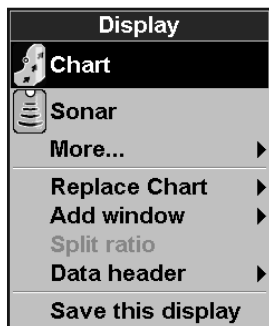 Display
Chart
Sonar
More...
Replace Chart
Add window
Split ratio
Data header
Save this display